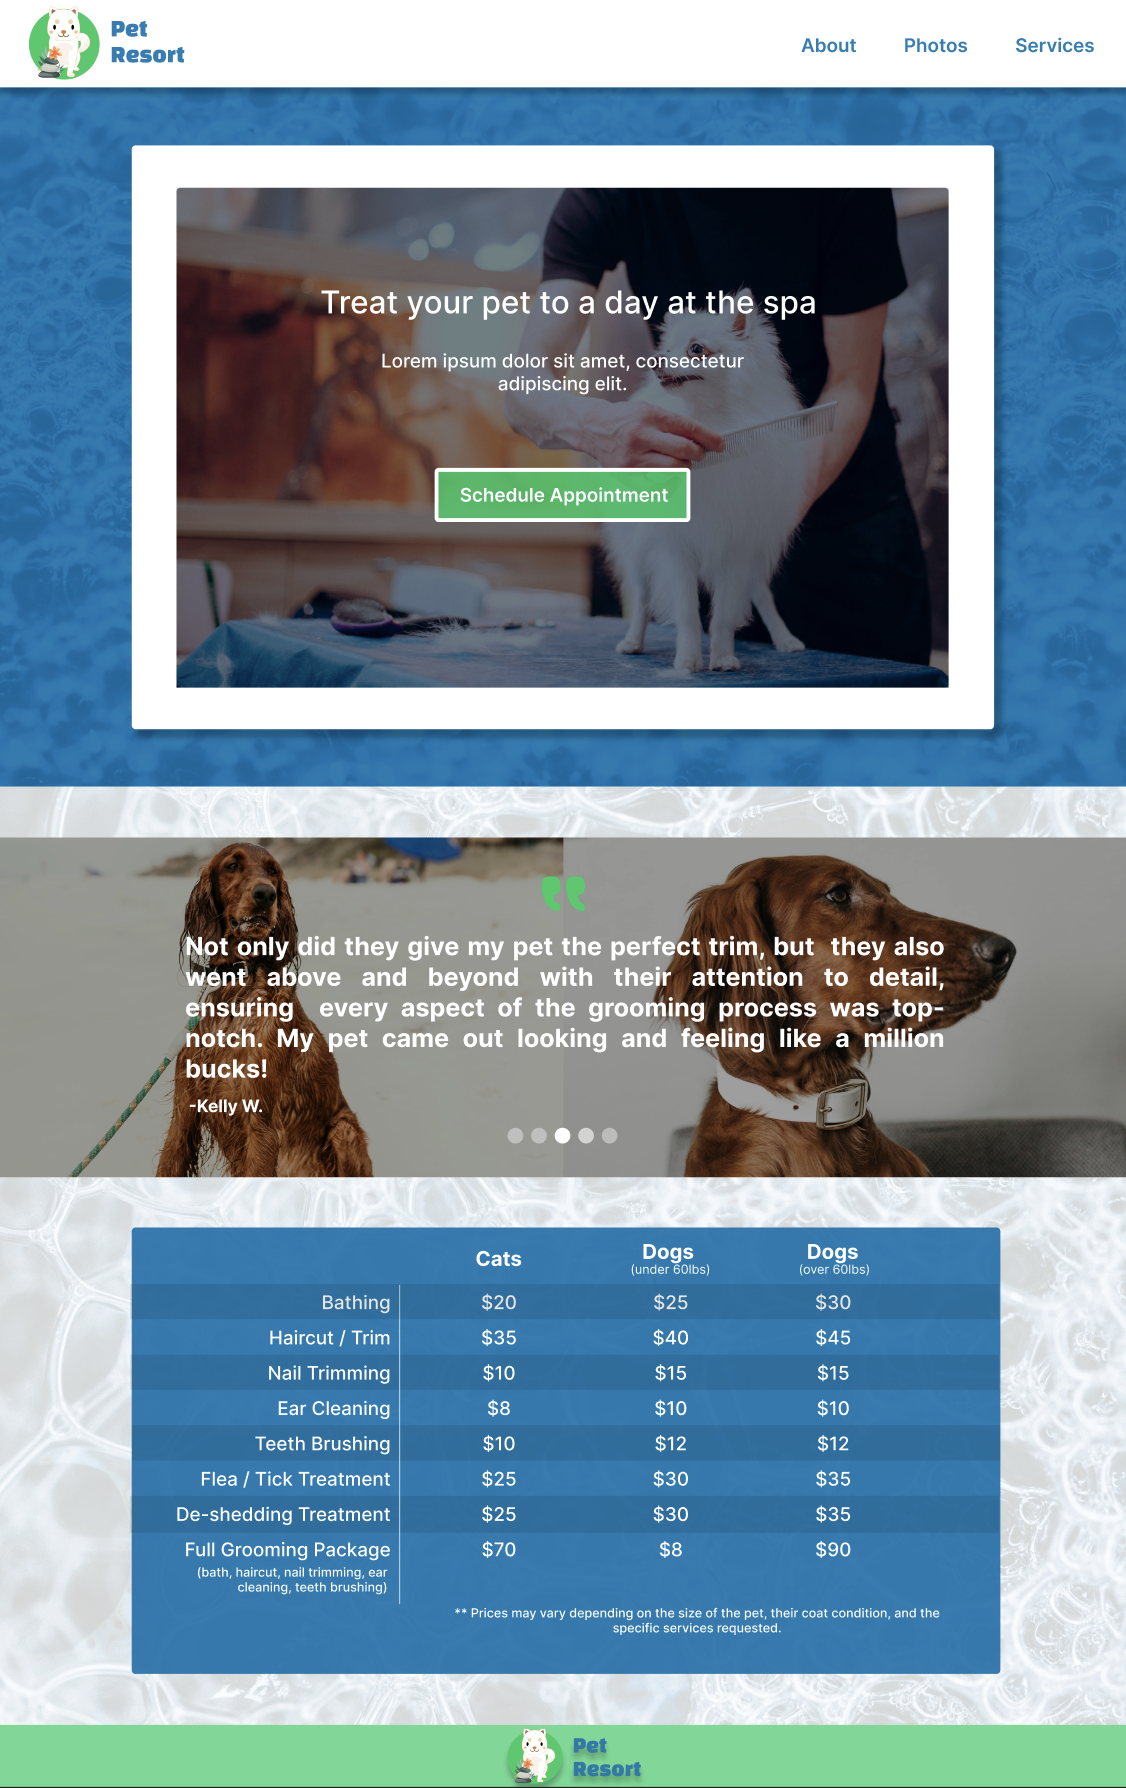 Pet
Resort
About Photos Services
Treat your pet to a day at the spa
Lorem ipsum dolor sit amet, consectetur
adipiscing elit.
Schedule Appointment
Not only did they give my pet the perfect trim, but they also
went above and beyond with their attention to detail,
ensuring every aspect of the grooming process was top-
notch. My pet came out looking and feeling like a million
bucks!
-Kelly W.
Cats Dogs Dogs
(under 60lbs) (over 60lbs)
Bathing $20 $25 $30
Haircut / Trim $35 $40 $45
Nail Trimming $10 $15 $15
Ear Cleaning $8 $10 $10
Teeth Brushing $10 $12 $12
Flea / Tick Treatment $25 $30 $35
De-shedding Treatment $25 $30 $35
Full Grooming Package $70 $8 $90
(bath, haircut, nail trimming, ear
cleaning, teeth brushing)
** Prices may vary depending on the size of the pet, their coat condition, and the
specific services requested.
Pet
Resort